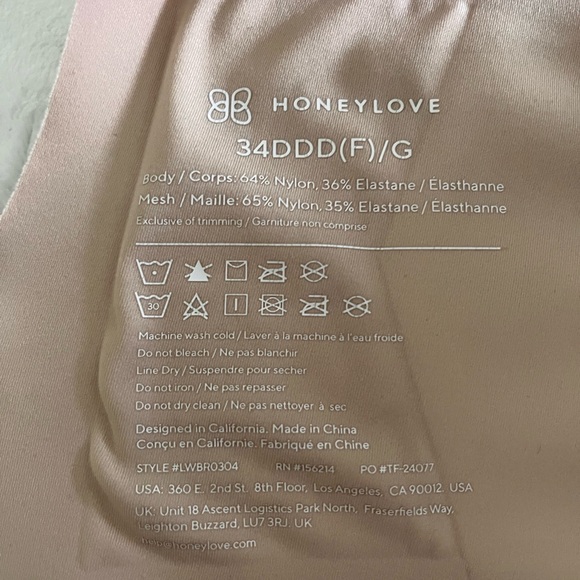 HONEYLOVE
34DDD(F)/G
Body / Corps: 64% Nylon, 36% Elastane / Élasthanne
Mesh / Maille: 65% Nylon, 35% Elastane / Élasthanne
Exclusive of trimming / Garniture non comprise
30
Machine wash cold / Laver à la machine à l'eau froide
Do not bleach / Ne pas blanchir
Line Dry / Suspendre pour secher
Do not iron / Ne pas repasser
Do not dry clean / Ne pas nettoyer à sec
Designed in California. Made in China
Conçu en Californie. Fabriqué en Chine
STYLE #LWBR0304 RN #156214 PO #TF-24077
USA: 360 E. 2nd St. 8th Floor, Los Angeles, CA 90012. USA
UK: Unit 18 Ascent Logistics Park North, Fraserfields Way,
Leighton Buzzard, LU7 3RJ. UK
honeylove.com